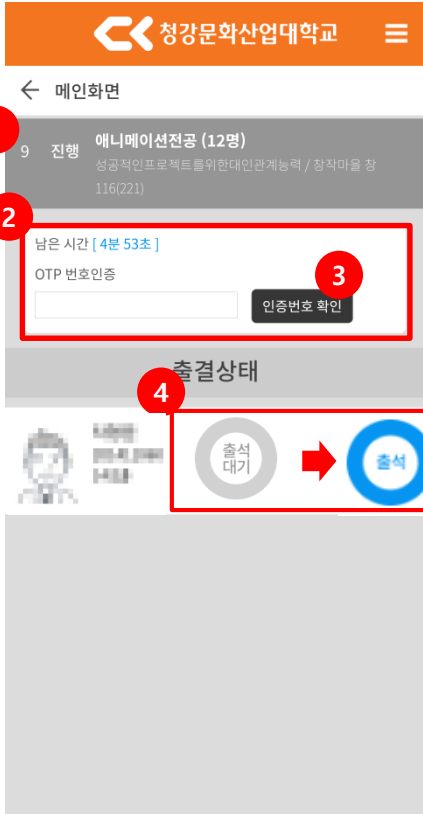 청강문화산업대학교
메인화면
9 진행 애니메이션전공 (12명)
성공적인프로젝트를위한대인관계능력 / 창작마을 창
116(221)
2
남은 시간 [ 4분 53초 ]
OTP 번호인증
3
인증번호 확인
출결상태
4
출석
대기
출석